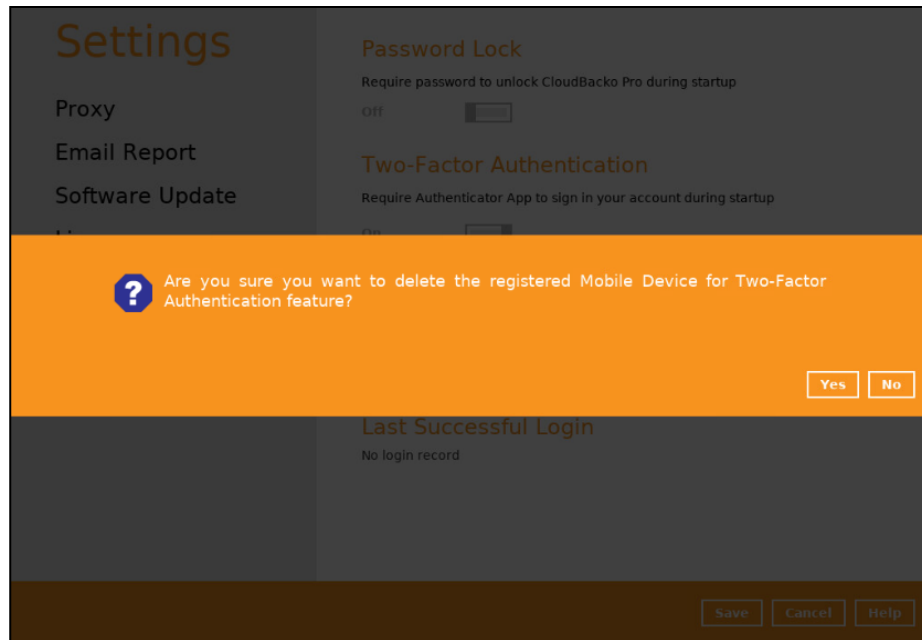 Settings
Proxy
Email Report
Software Update
Password Lock
Require password to unlock CloudBacko Pro during startup
Off
Two-Factor Authentication
Require Authenticator App to sign in your account during startup
On
?
Are you sure you want to delete the registered Mobile Device for Two-Factor
Authentication feature?
Yes No
Last Successful Login
No login record
Save Cancel Help